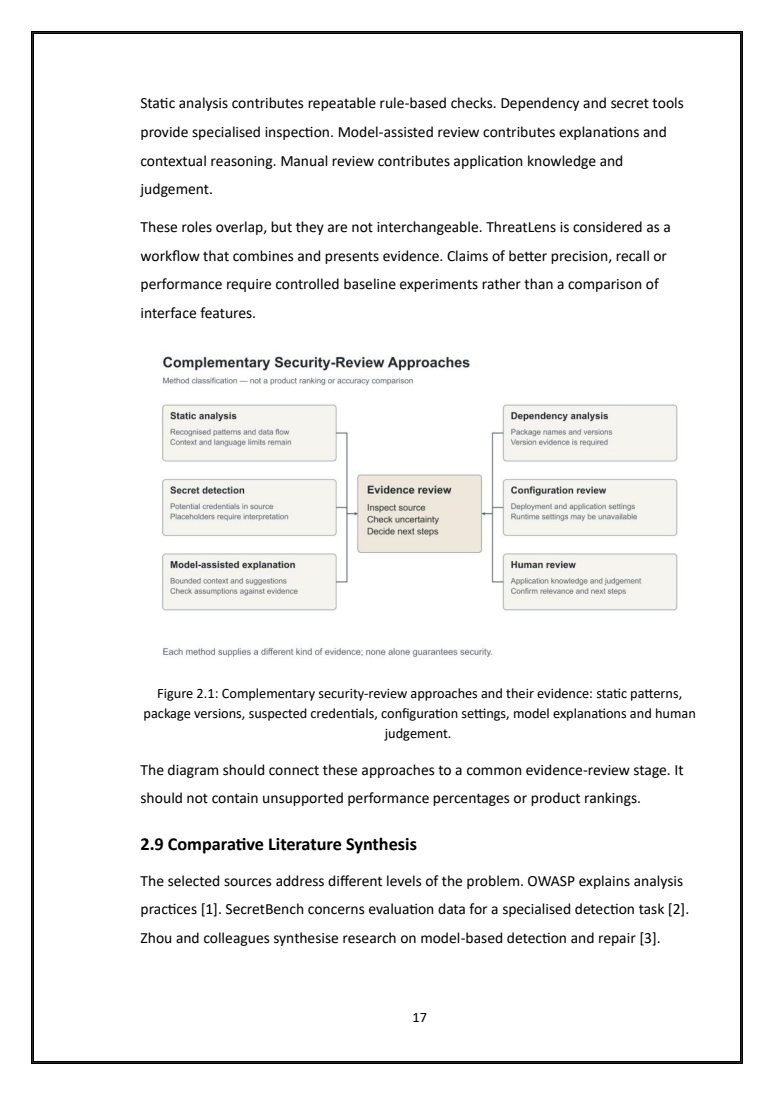 Static analysis contributes repeatable rule-based checks. Dependency and secret tools
provide specialised inspection. Model-assisted review contributes explanations and
contextual reasoning. Manual review contributes application knowledge and
judgement.
These roles overlap, but they are not interchangeable. ThreatLens is considered as a
workflow that combines and presents evidence. Claims of better precision, recall or
performance require controlled baseline experiments rather than a comparison of
interface features.
Complementary Security-Review Approaches
Method classification — not a product ranking or accuracy comparison
Static analysis
Recognised patterns and data flow
Context and language limits remain
Secret detection
Potential credentials in source
Placeholders require interpretation
Model-assisted explanation
Bounded context and suggestions
Check assumptions against evidence
Evidence review
Inspect source
Check uncertainty
Decide next steps
Dependency analysis
Package names and versions
Version evidence is required
Configuration review
Deployment and application settings
Runtime settings may be unavailable
Human review
Application knowledge and judgement
Confirm relevance and next steps
Each method supplies a different kind of evidence; none alone guarantees security.
Figure 2.1: Complementary security-review approaches and their evidence: static patterns,
package versions, suspected credentials, configuration settings, model explanations and human
judgement.
The diagram should connect these approaches to a common evidence-review stage. It
should not contain unsupported performance percentages or product rankings.
2.9 Comparative Literature Synthesis
The selected sources address different levels of the problem. OWASP explains analysis
practices [1]. SecretBench concerns evaluation data for a specialised detection task [2].
Zhou and colleagues synthesise research on model-based detection and repair [3].
17